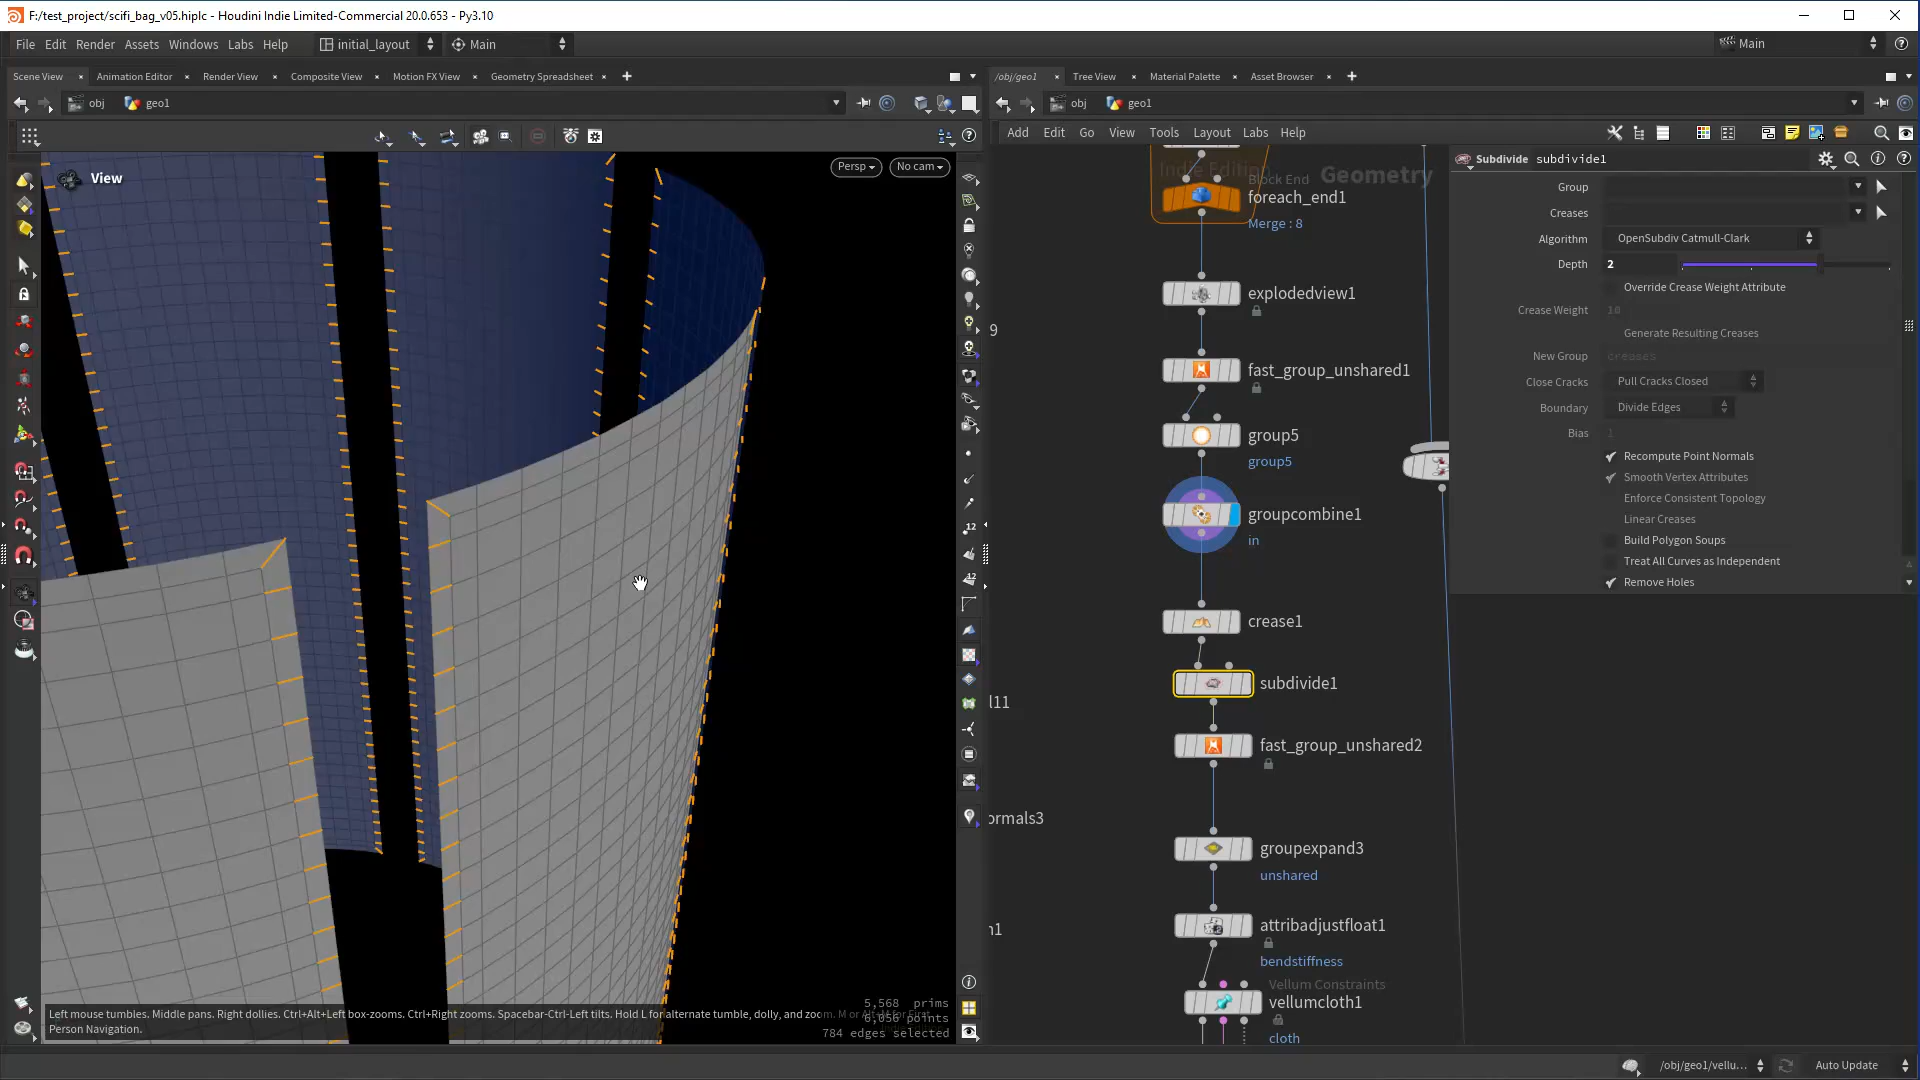 F:/test_project/scifi_bag_v05.hiplc - Houdini Indie Limited-Commercial 20.0.653 - Py3.10
File Edit Render Assets Windows Labs Help initial_layout Main Main
Scene View Animation Editor Render View Composite View Motion FX View Geometry Spreadsheet
/obj/geo1 Tree View Material Palette Asset Browser
obj geo1
obj geo1
Add Edit Go View Tools Layout Labs Help
View
Persp No cam
Indie Edition
Geometry
Block End
foreach_end1
Merge : 8
explodedview1
9
fast_group_unshared1
group5
group5
groupcombine1
in
crease1
subdivide1
l11
fast_group_unshared2
ormals3
groupexpand3
unshared
attribadjustfloat1
bendstiffness
Vellum Constraints
vellumcloth1
cloth
Subdivide subdivide1
Group
Creases
Algorithm OpenSubdiv Catmull-Clark
Depth 2
Override Crease Weight Attribute
Crease Weight 10
Generate Resulting Creases
New Group creases
Close Cracks Pull Cracks Closed
Boundary Divide Edges
Bias 1
Recompute Point Normals
Smooth Vertex Attributes
Enforce Consistent Topology
Linear Creases
Build Polygon Soups
Treat All Curves as Independent
Remove Holes
12
12
Left mouse tumbles. Middle pans. Right dollies. Ctrl+Alt+Left box-zooms. Ctrl+Right zooms. Spacebar-Ctrl-Left tilts. Hold L for alternate tumble, dolly, and zoom.
Person Navigation.
5,568 prims
6,056 points
784 edges selected
/obj/geo1/vellu... Auto Update